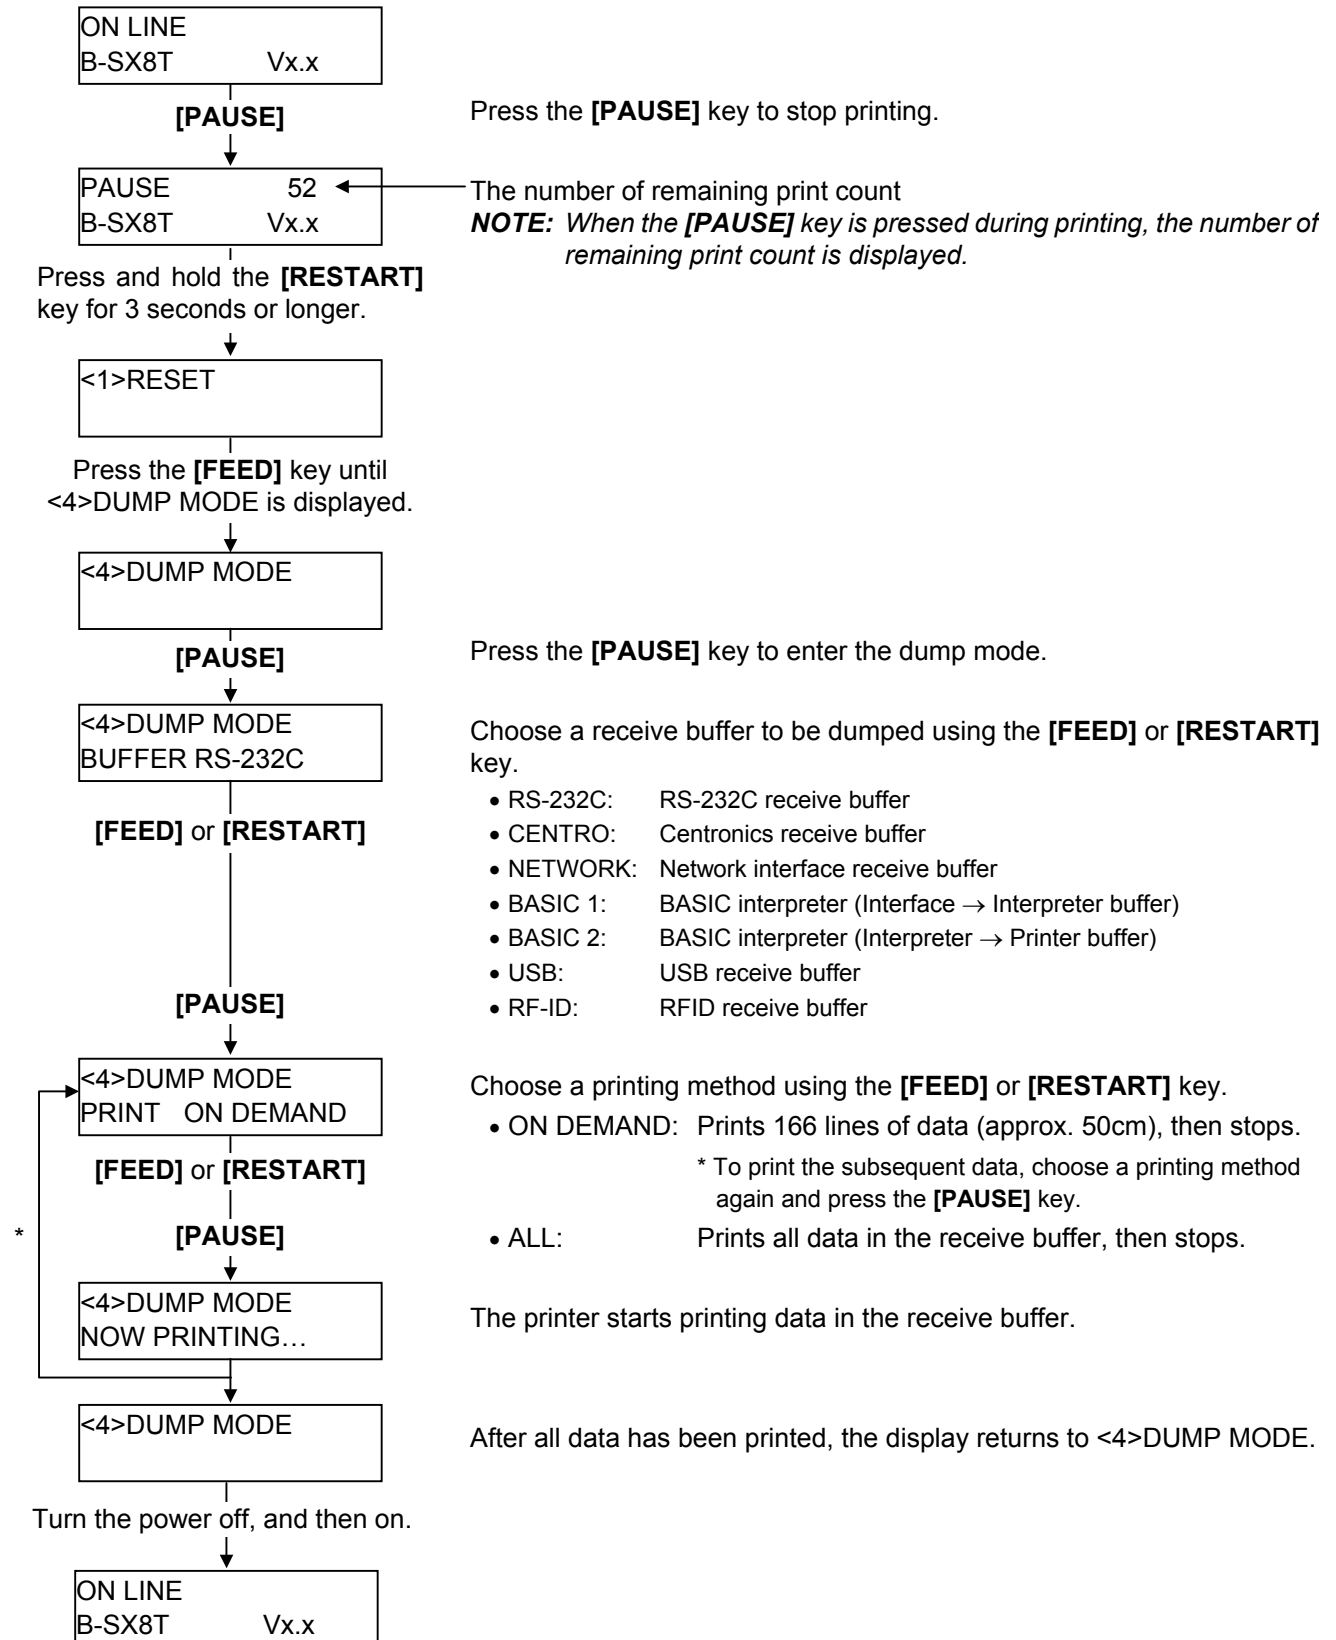 ON LINE
B-SX8T Vx.x
[PAUSE]
Press the [PAUSE] key to stop printing.
PAUSE 52
B-SX8T Vx.x
The number of remaining print count
NOTE: When the [PAUSE] key is pressed during printing, the number of
remaining print count is displayed.
Press and hold the [RESTART]
key for 3 seconds or longer.
<1>RESET
Press the [FEED] key until
<4>DUMP MODE is displayed.
<4>DUMP MODE
[PAUSE]
Press the [PAUSE] key to enter the dump mode.
<4>DUMP MODE
BUFFER RS-232C
Choose a receive buffer to be dumped using the [FEED] or [RESTART]
key.
[FEED] or [RESTART]
• RS-232C: RS-232C receive buffer
• CENTRO: Centronics receive buffer
• NETWORK: Network interface receive buffer
• BASIC 1: BASIC interpreter (Interface → Interpreter buffer)
• BASIC 2: BASIC interpreter (Interpreter → Printer buffer)
• USB: USB receive buffer
• RF-ID: RFID receive buffer
[PAUSE]
<4>DUMP MODE
PRINT ON DEMAND
Choose a printing method using the [FEED] or [RESTART] key.
• ON DEMAND: Prints 166 lines of data (approx. 50cm), then stops.
* To print the subsequent data, choose a printing method
again and press the [PAUSE] key.
• ALL: Prints all data in the receive buffer, then stops.
[FEED] or [RESTART]
*
[PAUSE]
<4>DUMP MODE
NOW PRINTING…
The printer starts printing data in the receive buffer.
<4>DUMP MODE
After all data has been printed, the display returns to <4>DUMP MODE.
Turn the power off, and then on.
ON LINE
B-SX8T Vx.x